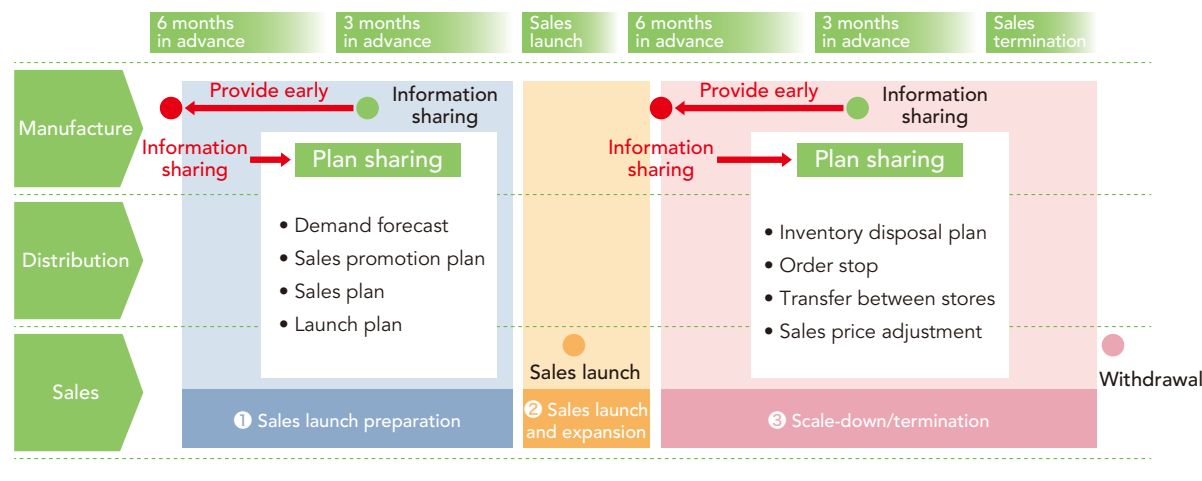 6 months
in advance
3 months
in advance
Sales
launch
6 months
in advance
3 months
in advance
Sales
termination
Manufacture
Provide early
Information
sharing
Information
sharing
Plan sharing
Provide early
Information
sharing
Information
sharing
Plan sharing
Distribution
• Demand forecast
• Sales promotion plan
• Sales plan
• Launch plan
• Inventory disposal plan
• Order stop
• Transfer between stores
• Sales price adjustment
Sales
Sales launch
Withdrawal
❶ Sales launch preparation
❷ Sales launch
and expansion
❸ Scale-down/termination